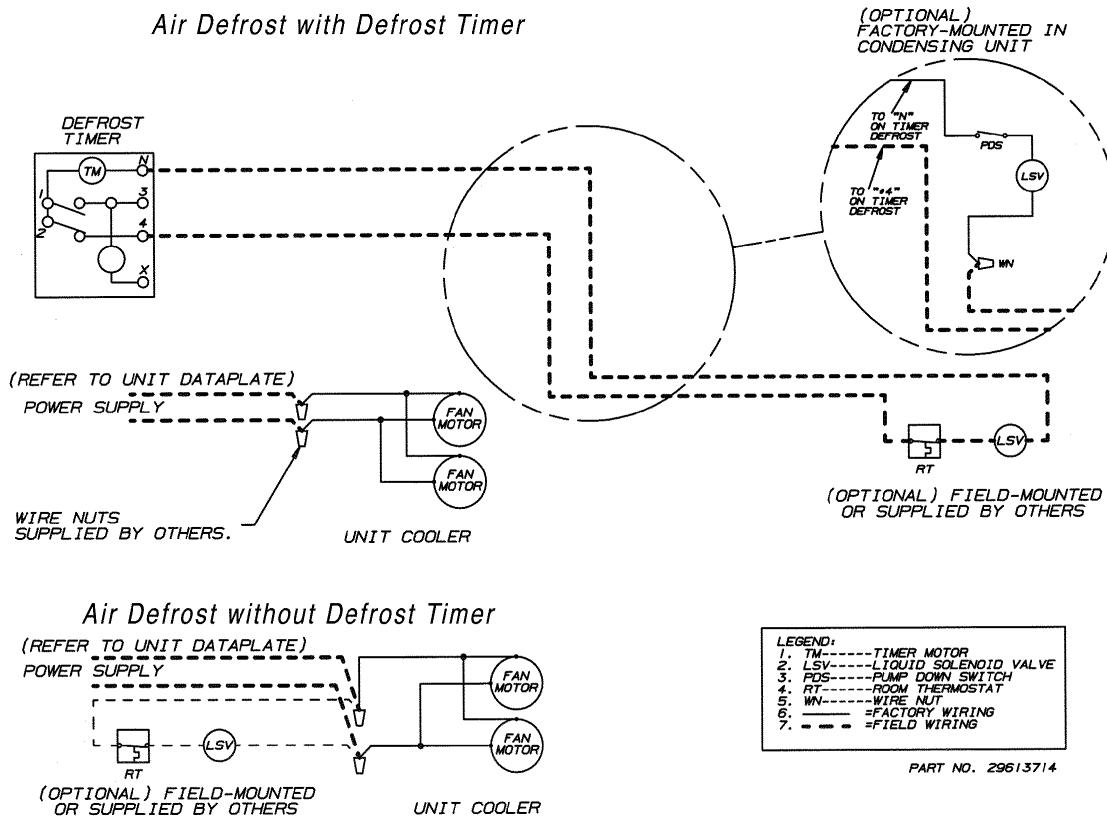 Air Defrost with Defrost Timer
(OPTIONAL)
FACTORY-MOUNTED IN
CONDENSING UNIT
DEFROST
TIMER
TM
N
1
3
2
4
X
TO "N"
ON TIMER
DEFROST
PDS
LSV
TO "#4"
ON TIMER
DEFROST
WN
(REFER TO UNIT DATAPLATE)
POWER SUPPLY
FAN
MOTOR
FAN
MOTOR
WIRE NUTS
SUPPLIED BY OTHERS.
UNIT COOLER
LSV
RT
(OPTIONAL) FIELD-MOUNTED
OR SUPPLIED BY OTHERS
Air Defrost without Defrost Timer
(REFER TO UNIT DATAPLATE)
POWER SUPPLY
FAN
MOTOR
FAN
MOTOR
LSV
RT
(OPTIONAL) FIELD-MOUNTED
OR SUPPLIED BY OTHERS
UNIT COOLER
LEGEND:
1. TM------TIMER MOTOR
2. LSV-----LIQUID SOLENOID VALVE
3. PDS-----PUMP DOWN SWITCH
4. RT------ROOM THERMOSTAT
5. WN------WIRE NUT
6. =FACTORY WIRING
7. =FIELD WIRING
PART NO. 29613714